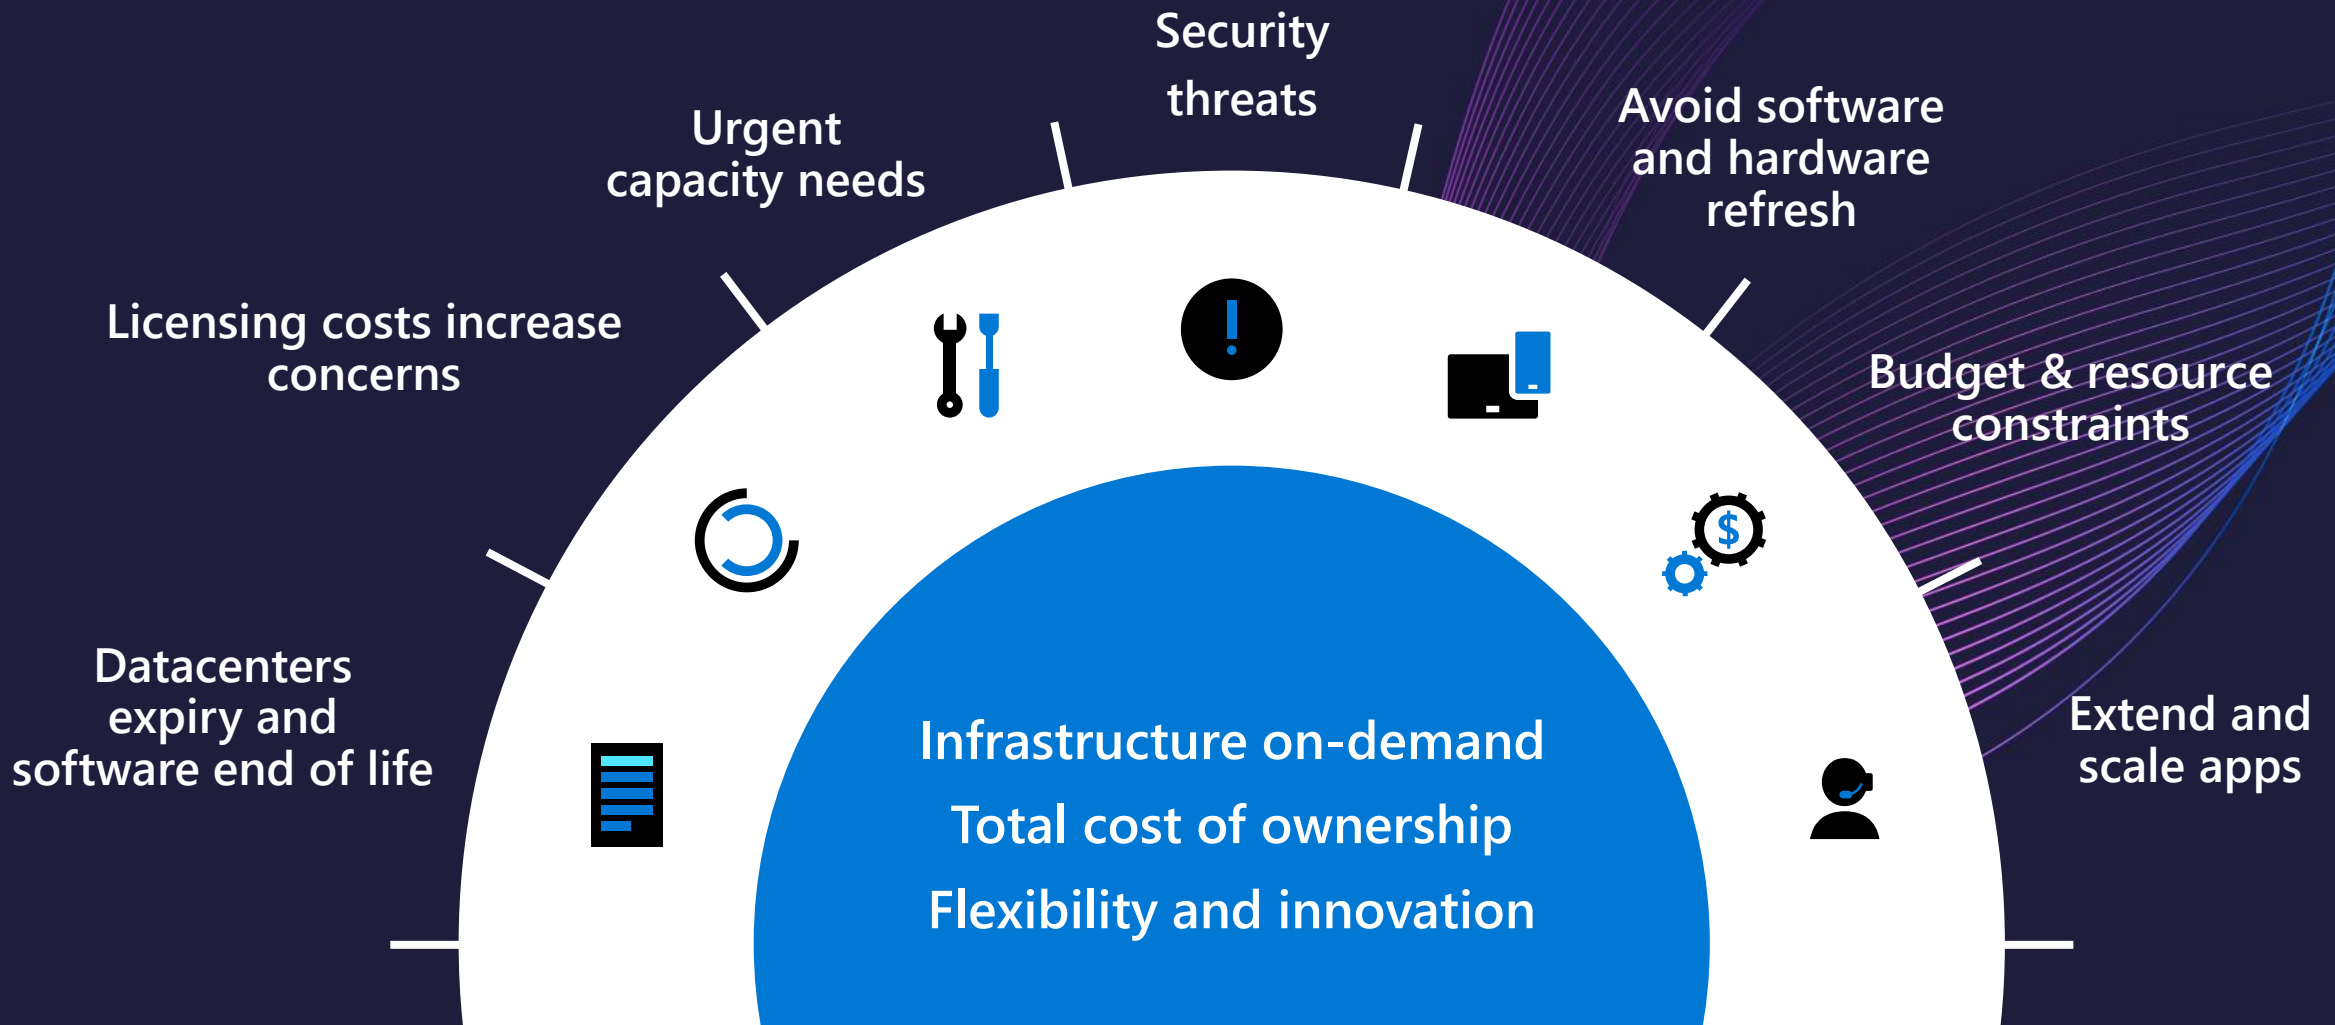 Security
threats
Urgent
capacity needs
Avoid software
and hardware
refresh
Licensing costs increase
concerns
Budget & resource
constraints
$
Datacenters
expiry and
software end of life
Extend and
scale apps
Infrastructure on-demand
Total cost of ownership
Flexibility and innovation